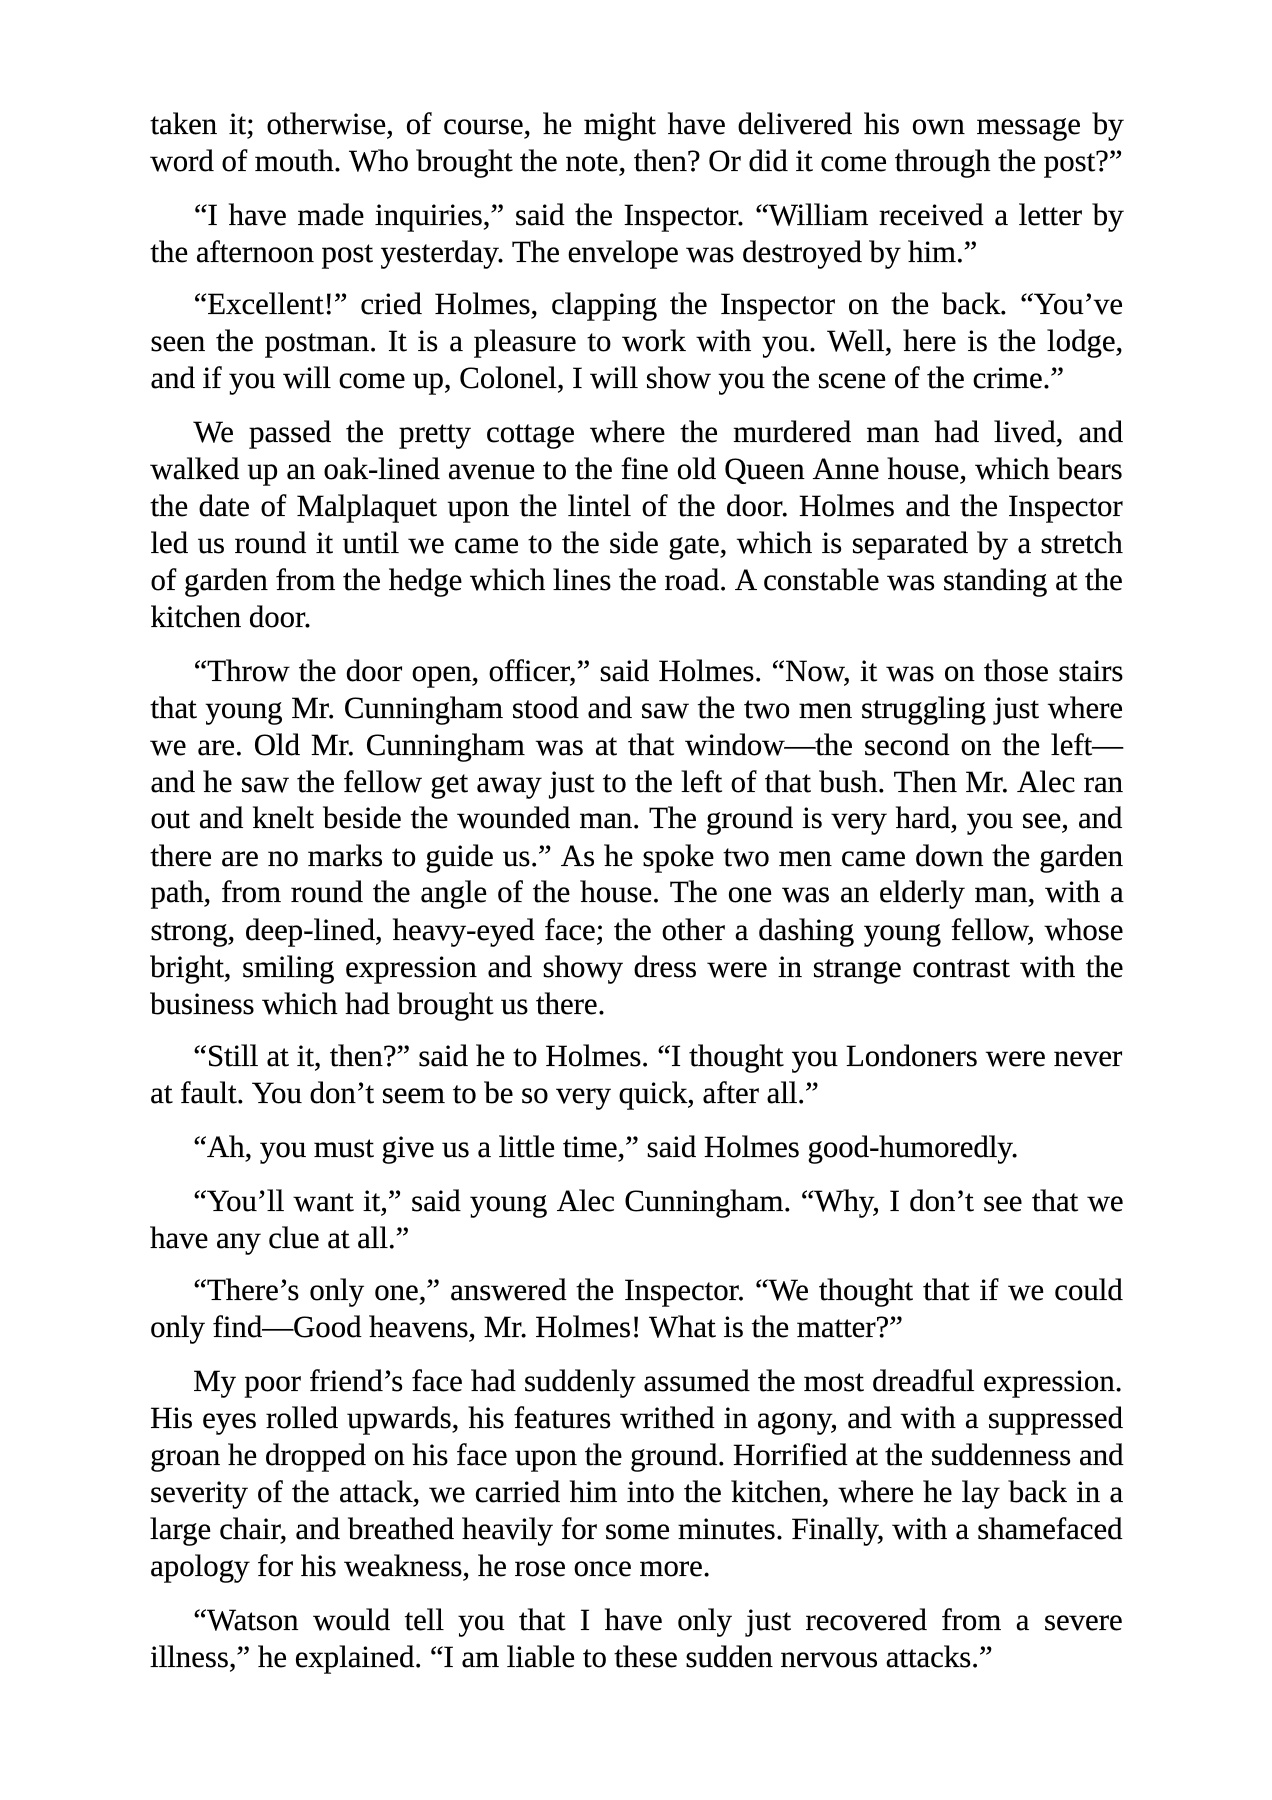 taken it; otherwise, of course, he might have delivered his own message by
word of mouth. Who brought the note, then? Or did it come through the post?”
“I have made inquiries,” said the Inspector. “William received a letter by
the afternoon post yesterday. The envelope was destroyed by him.”
“Excellent!” cried Holmes, clapping the Inspector on the back. “You’ve
seen the postman. It is a pleasure to work with you. Well, here is the lodge,
and if you will come up, Colonel, I will show you the scene of the crime.”
We passed the pretty cottage where the murdered man had lived, and
walked up an oak-lined avenue to the fine old Queen Anne house, which bears
the date of Malplaquet upon the lintel of the door. Holmes and the Inspector
led us round it until we came to the side gate, which is separated by a stretch
of garden from the hedge which lines the road. A constable was standing at the
kitchen door.
“Throw the door open, officer,” said Holmes. “Now, it was on those stairs
that young Mr. Cunningham stood and saw the two men struggling just where
we are. Old Mr. Cunningham was at that window—the second on the left—
and he saw the fellow get away just to the left of that bush. Then Mr. Alec ran
out and knelt beside the wounded man. The ground is very hard, you see, and
there are no marks to guide us.” As he spoke two men came down the garden
path, from round the angle of the house. The one was an elderly man, with a
strong, deep-lined, heavy-eyed face; the other a dashing young fellow, whose
bright, smiling expression and showy dress were in strange contrast with the
business which had brought us there.
“Still at it, then?” said he to Holmes. “I thought you Londoners were never
at fault. You don’t seem to be so very quick, after all.”
“Ah, you must give us a little time,” said Holmes good-humoredly.
“You’ll want it,” said young Alec Cunningham. “Why, I don’t see that we
have any clue at all.”
“There’s only one,” answered the Inspector. “We thought that if we could
only find—Good heavens, Mr. Holmes! What is the matter?”
My poor friend’s face had suddenly assumed the most dreadful expression.
His eyes rolled upwards, his features writhed in agony, and with a suppressed
groan he dropped on his face upon the ground. Horrified at the suddenness and
severity of the attack, we carried him into the kitchen, where he lay back in a
large chair, and breathed heavily for some minutes. Finally, with a shamefaced
apology for his weakness, he rose once more.
“Watson would tell you that I have only just recovered from a severe
illness,” he explained. “I am liable to these sudden nervous attacks.”